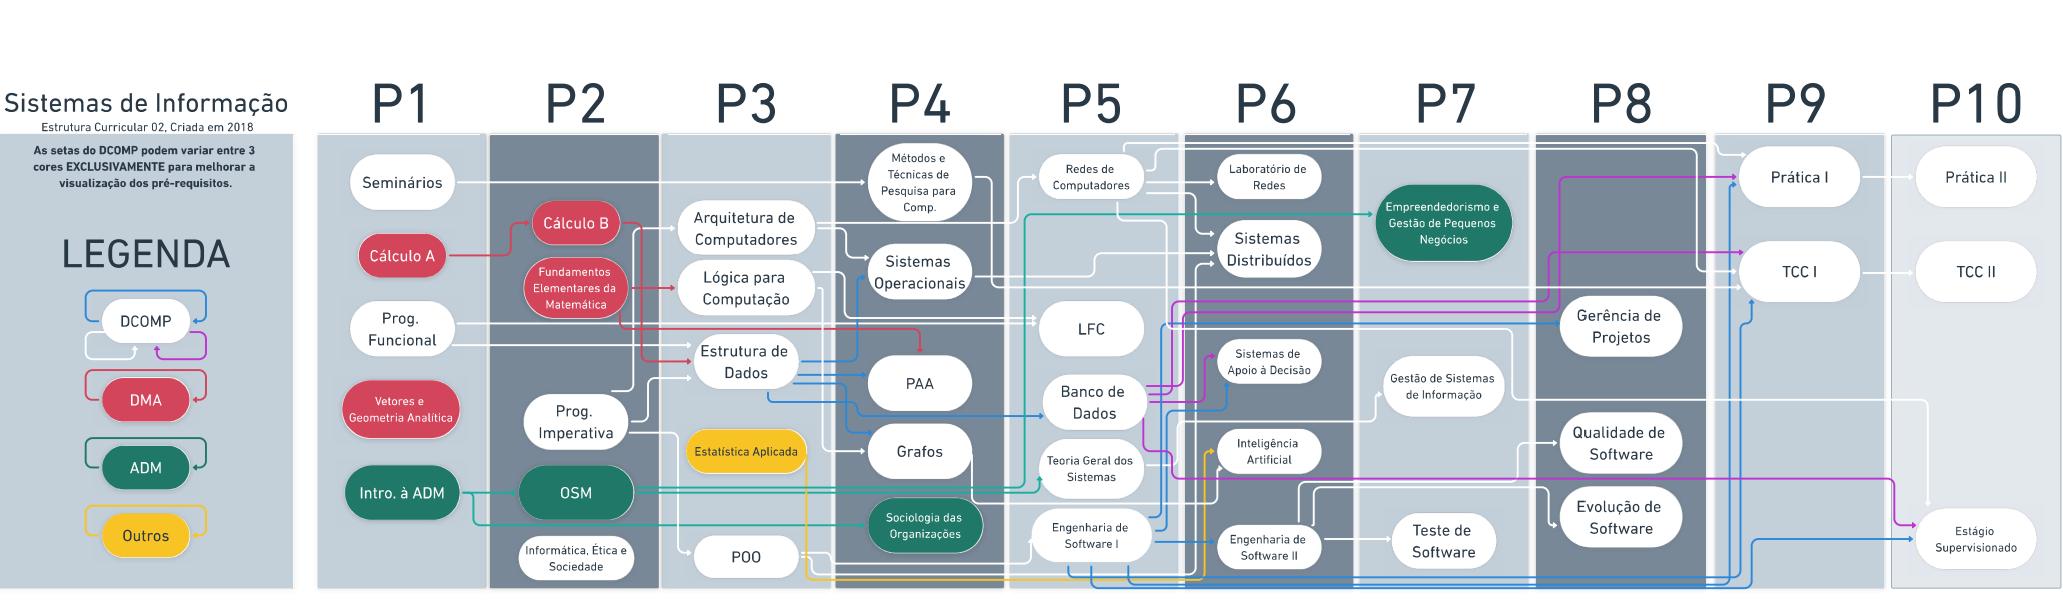 Sistemas de Informação
Estrutura Curricular 02, Criada em 2018
As setas do DCOMP podem variar entre 3
cores EXCLUSIVAMENTE para melhorar a
visualização dos pré-requisitos.
LEGENDA
DCOMP
DMA
ADM
Outros
P1
Seminários
Cálculo A
Prog.
Funcional
Vetores e
Geometria Analítica
Intro. à ADM
P2
Cálculo B
Fundamentos
Elementares da
Matemática
Prog.
Imperativa
OSM
Informática, Ética e
Sociedade
P3
Arquitetura de
Computadores
Lógica para
Computação
Estrutura de
Dados
Estatística Aplicada
POO
P4
Métodos e
Técnicas de
Pesquisa para
Comp.
Sistemas
Operacionais
PAA
Grafos
Sociologia das
Organizações
P5
Redes de
Computadores
LFC
Banco de
Dados
Teoria Geral dos
Sistemas
Engenharia de
Software I
P6
Laboratório de
Redes
Sistemas
Distribuídos
Sistemas de
Apoio à Decisão
Inteligência
Artificial
Engenharia de
Software II
P7
Empreendedorismo e
Gestão de Pequenos
Negócios
Gestão de Sistemas
de Informação
Teste de
Software
P8
Gerência de
Projetos
Qualidade de
Software
Evolução de
Software
P9
Prática I
TCC I
P10
Prática II
TCC II
Estágio
Supervisionado